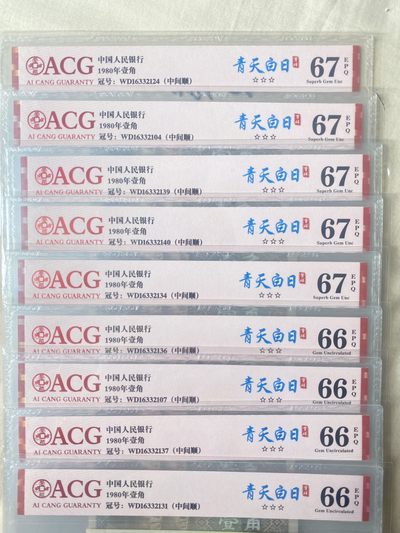 ACG
AI CANG GUARANTY
中国人民银行
1980年壹角
冠号：WD16332124（中间顺）
青天白日
☆☆☆
67 EPQ
Superb Gem Unc
ACG
AI CANG GUARANTY
中国人民银行
1980年壹角
冠号：WD16332104（中间顺）
青天白日
☆☆☆
67 EPQ
Superb Gem Unc
ACG
AI CANG GUARANTY
中国人民银行
1980年壹角
冠号：WD16332139（中间顺）
青天白日
☆☆☆
67 EPQ
Superb Gem Unc
ACG
AI CANG GUARANTY
中国人民银行
1980年壹角
冠号：WD16332140（中间顺）
青天白日
☆☆☆
67 EPQ
Superb Gem Unc
ACG
AI CANG GUARANTY
中国人民银行
1980年壹角
冠号：WD16332134（中间顺）
青天白日
☆☆☆
67 EPQ
Superb Gem Unc
ACG
AI CANG GUARANTY
中国人民银行
1980年壹角
冠号：WD16332136（中间顺）
青天白日
☆☆☆
66 EPQ
Gem Uncirculated
ACG
AI CANG GUARANTY
中国人民银行
1980年壹角
冠号：WD16332107（中间顺）
青天白日
☆☆☆
66 EPQ
Gem Uncirculated
ACG
AI CANG GUARANTY
中国人民银行
1980年壹角
冠号：WD16332137（中间顺）
青天白日
☆☆☆
66 EPQ
Gem Uncirculated
ACG
AI CANG GUARANTY
中国人民银行
1980年壹角
冠号：WD16332131（中间顺）
青天白日
☆☆☆
66 EPQ
Gem Uncirculated
壹角